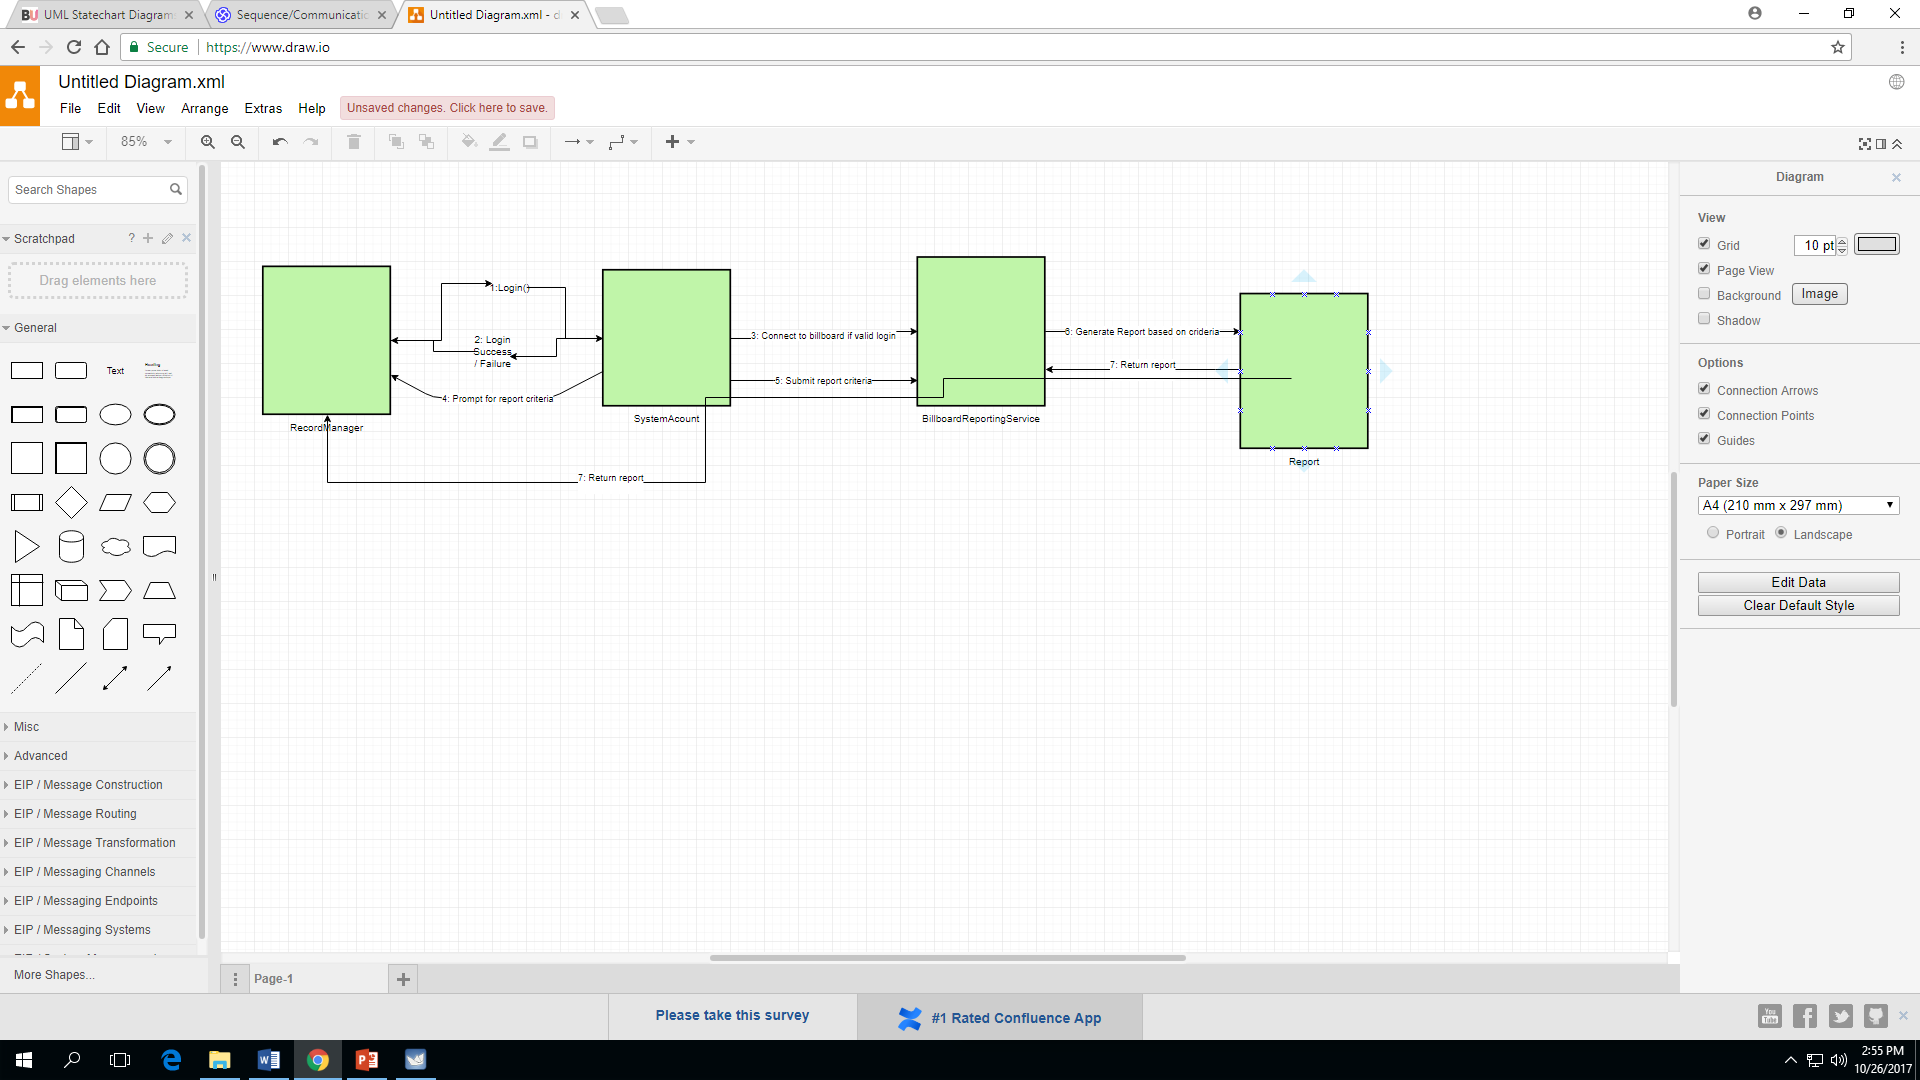 BU UML Statechart Diagram
Sequence/Communicatio
Untitled Diagram.xml - d
Secure
https://www.draw.io
Untitled Diagram.xml
File Edit View Arrange Extras Help
Unsaved changes. Click here to save.
85%
Search Shapes
Scratchpad
?
Drag elements here
General
Text
Heading
Misc
Advanced
EIP / Message Construction
EIP / Message Routing
EIP / Message Transformation
EIP / Messaging Channels
EIP / Messaging Endpoints
EIP / Messaging Systems
More Shapes...
1:Login()
2: Login
Success
/ Failure
3: Connect to billboard if valid login
4: Prompt for report criteria
5: Submit report criteria
6: Generate Report based on crideria
7: Return report
RecordManager
SystemAcount
BillboardReportingService
Report
7: Return report
Page-1
Diagram
View
Grid
10 pt
Page View
Background
Image
Shadow
Options
Connection Arrows
Connection Points
Guides
Paper Size
A4 (210 mm x 297 mm)
Portrait
Landscape
Edit Data
Clear Default Style
Please take this survey
#1 Rated Confluence App
You
Tube
2:55 PM
10/26/2017